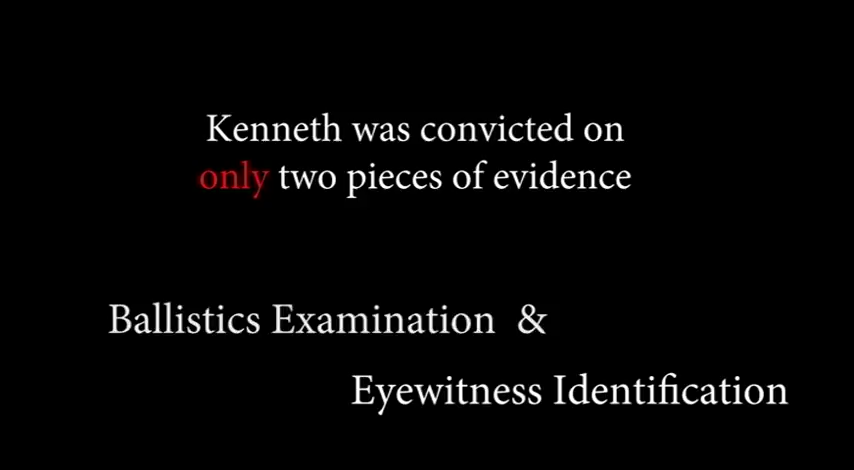 Kenneth was convicted on
only two pieces of evidence
Ballistics Examination &
Eyewitness Identification